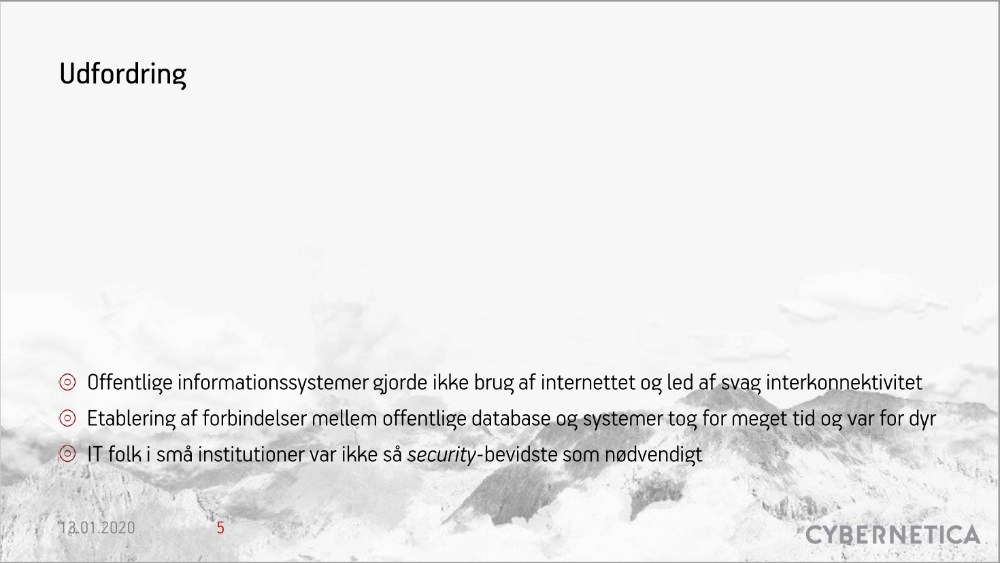 Udfordring
Offentlige informationssystemer gjorde ikke brug af internettet og led af svag interkonnektivitet
Etablering af forbindelser mellem offentlige database og systemer tog for meget tid og var for dyr
IT folk i små institutioner var ikke så security-bevidste som nødvendigt
13.01.2020 5
CYBERNETICA